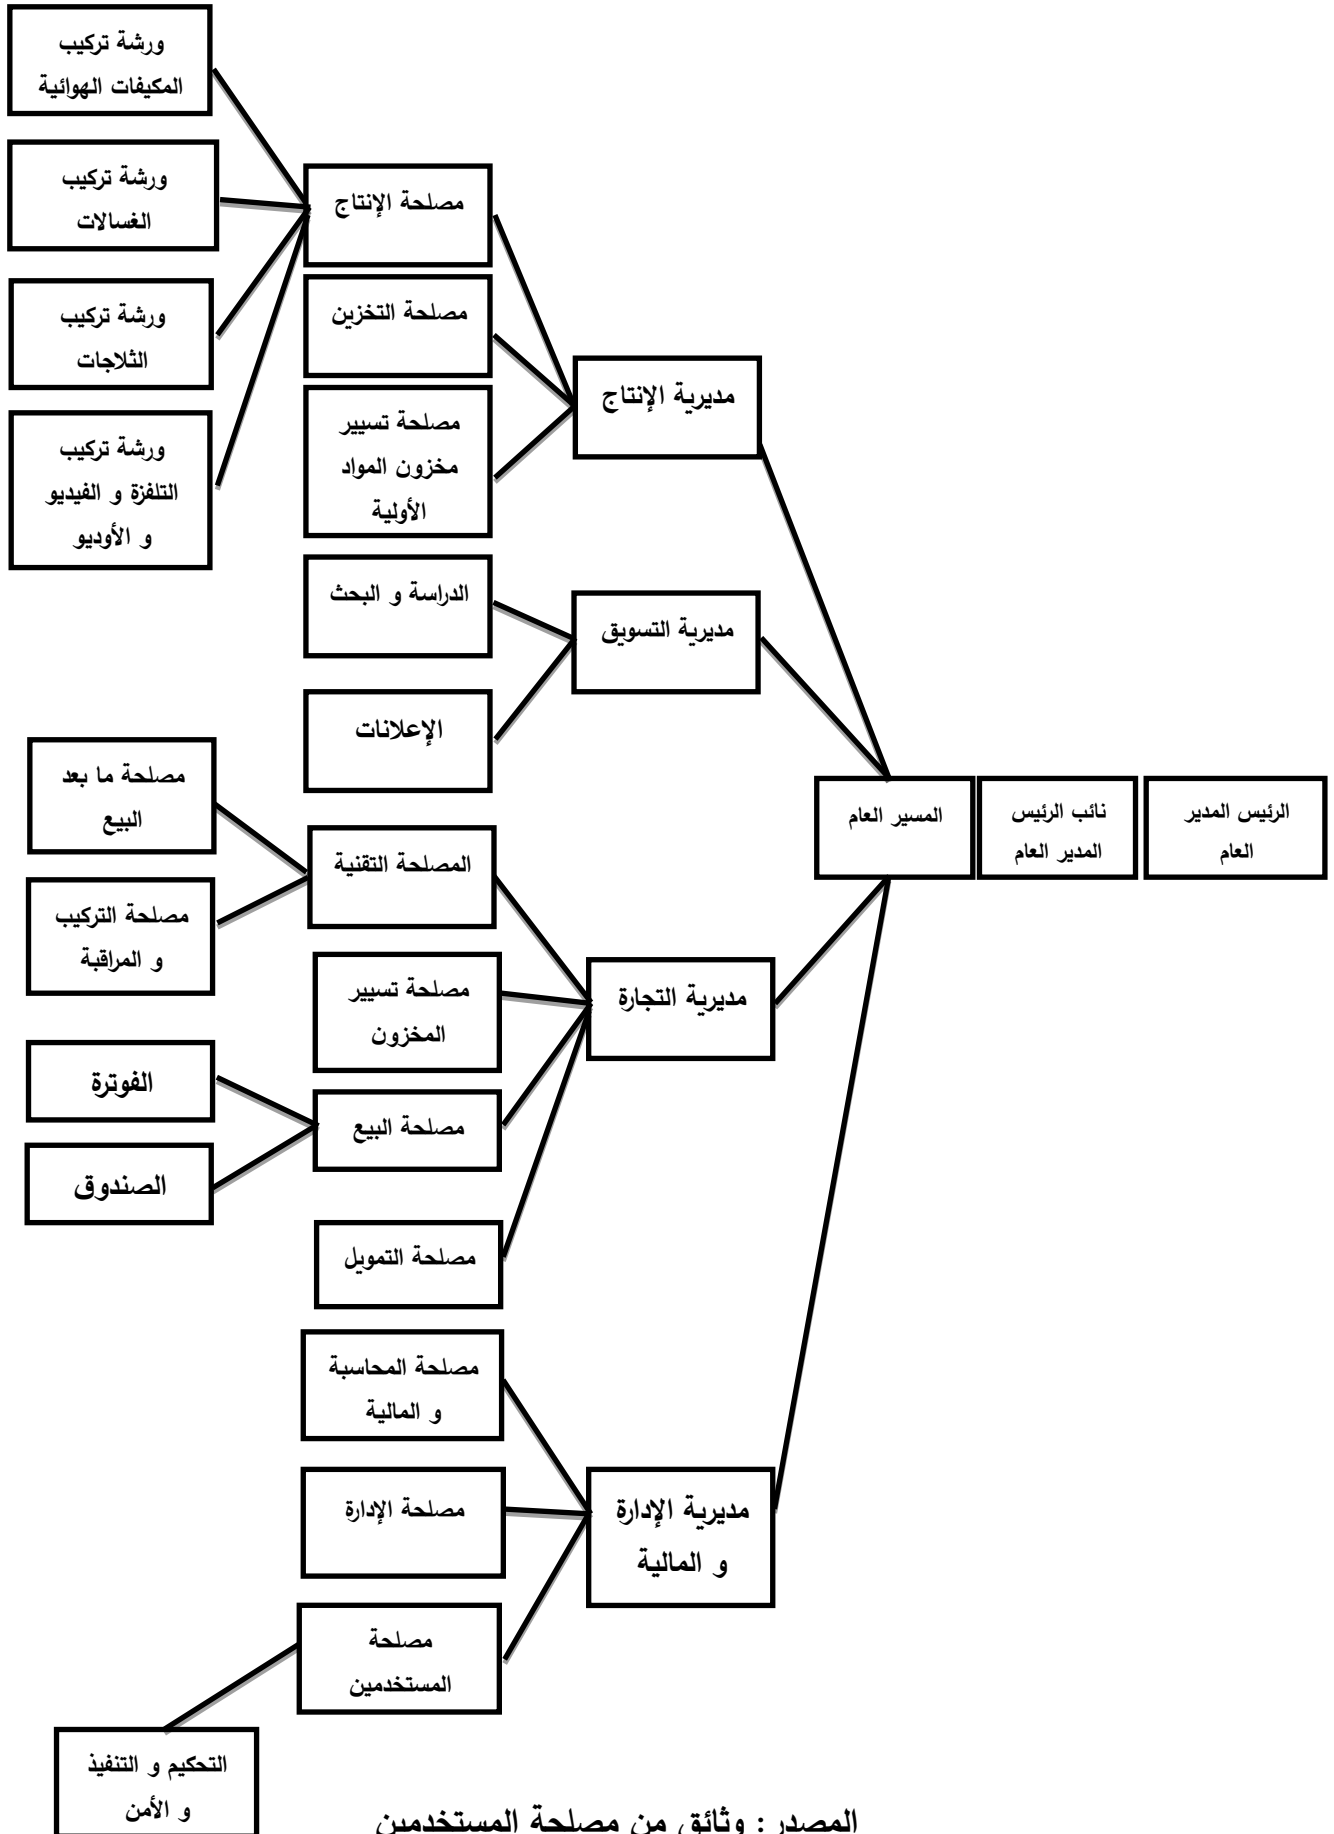 الرئيس المدير
العام
نائب الرئيس
المدير العام
المسير العام
مديرية الإنتاج
مصلحة الإنتاج
ورشة تركيب
المكيفات الهوائية
ورشة تركيب
الغسالات
ورشة تركيب
الثلاجات
ورشة تركيب
التلفزة و الفيديو
و الأوديو
مصلحة التخزين
مصلحة تسيير
مخزون المواد
الأولية
مديرية التسويق
الدراسة و البحث
الإعلانات
مديرية التجارة
المصلحة التقنية
مصلحة ما بعد
البيع
مصلحة التركيب
و المراقبة
مصلحة تسيير
المخزون
مصلحة البيع
الفوترة
الصندوق
مصلحة التمويل
مديرية الإدارة
و المالية
مصلحة المحاسبة
و المالية
مصلحة الإدارة
مصلحة
المستخدمين
التحكيم و التنفيذ
و الأمن
المصدر: وثائق من مصلحة المستخدمين